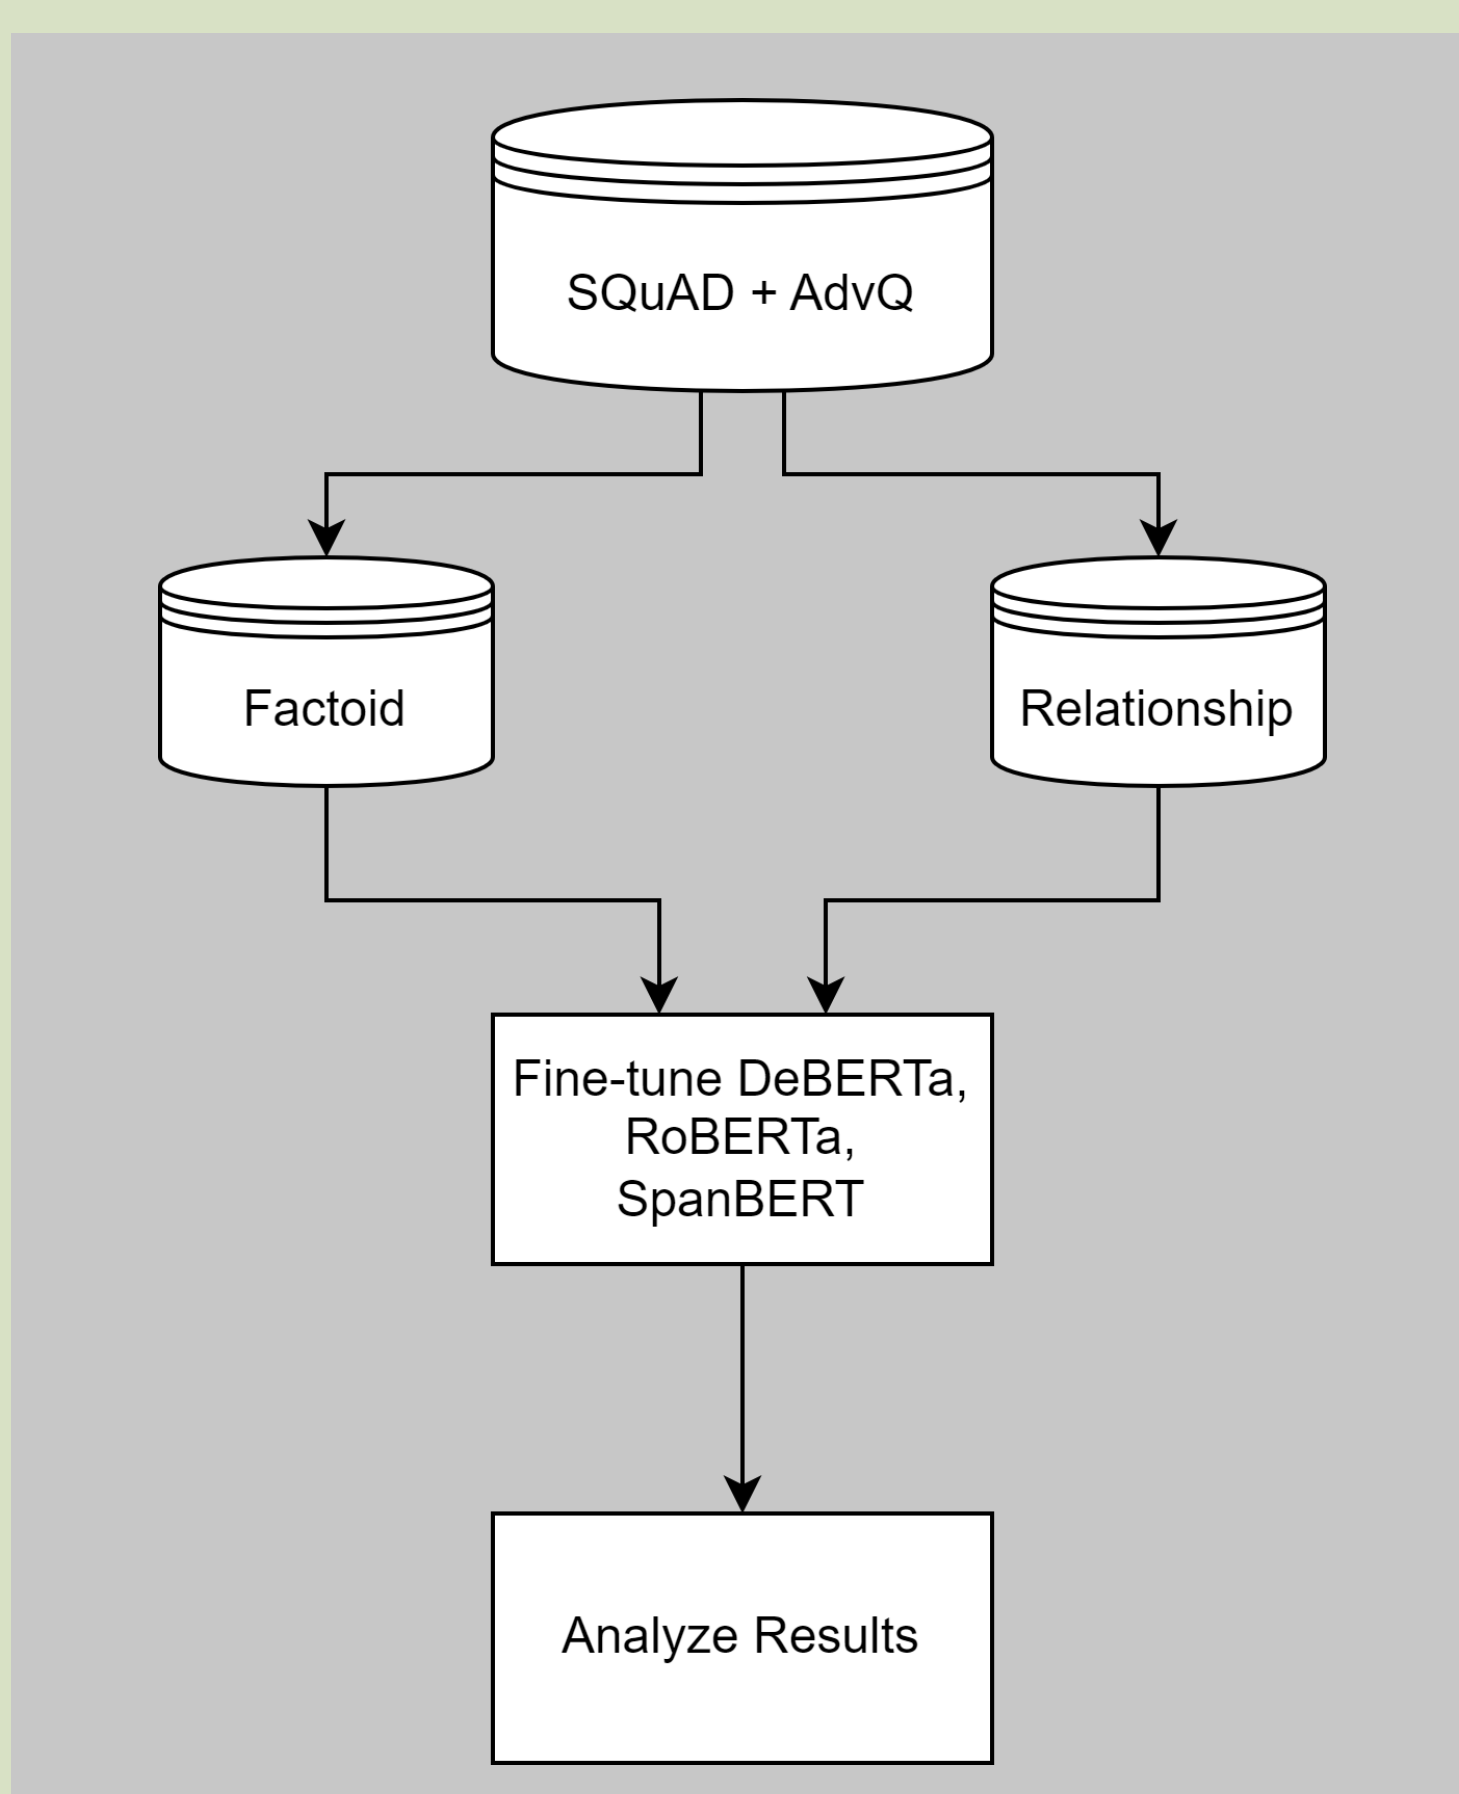 SQuAD + AdvQ
Factoid
Relationship
Fine-tune DeBERTa,
RoBERTa,
SpanBERT
Analyze Results